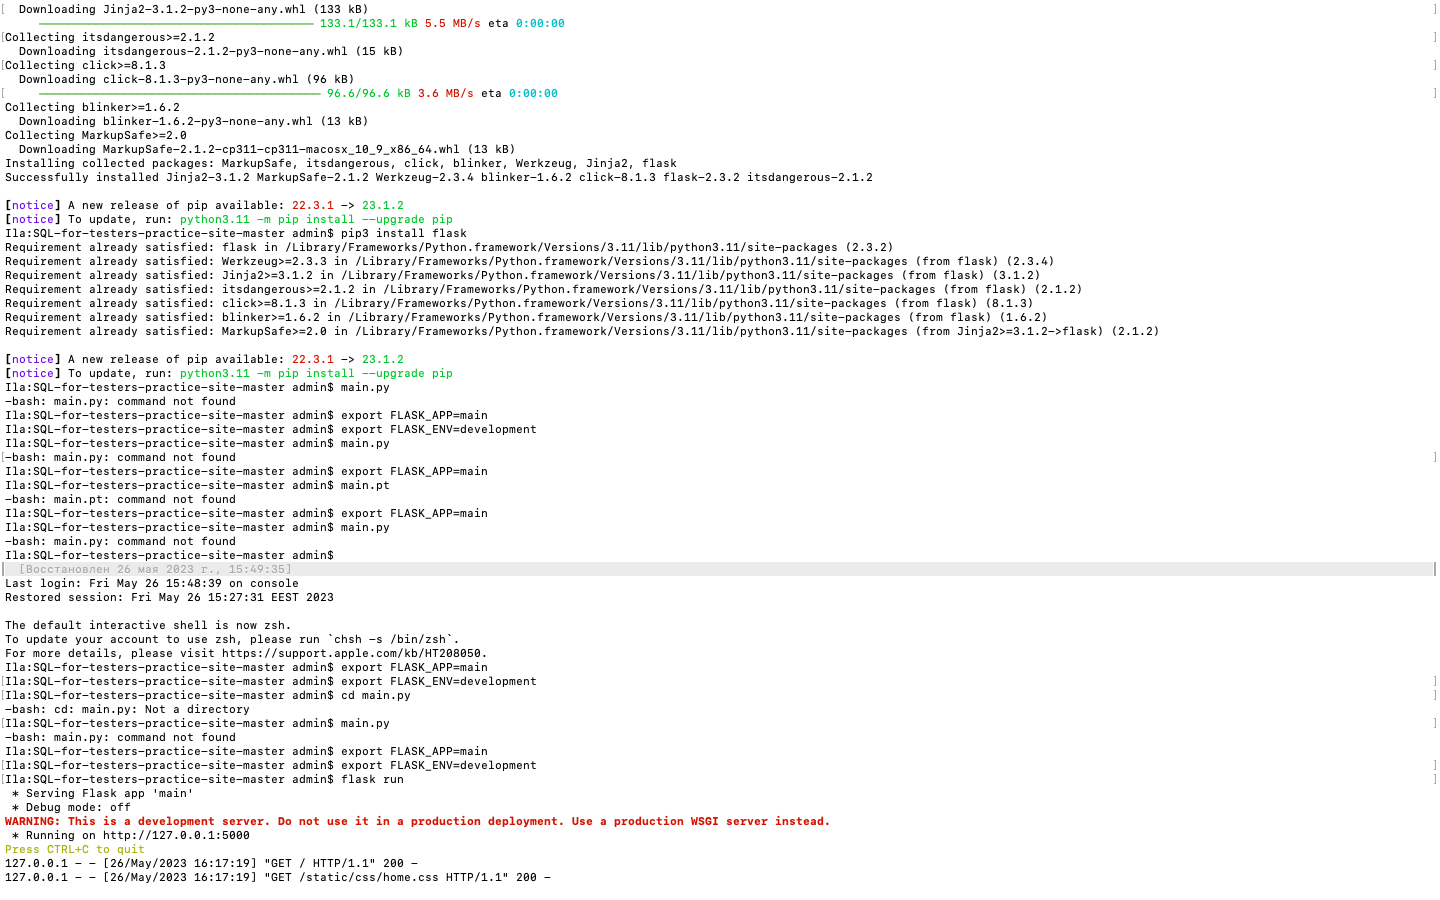 Downloading Jinja2-3.1.2-py3-none-any.whl (133 kB)
133.1/133.1 kB 5.5 MB/s eta 0:00:00
Collecting itsdangerous>=2.1.2
Downloading itsdangerous-2.1.2-py3-none-any.whl (15 kB)
Collecting click>=8.1.3
Downloading click-8.1.3-py3-none-any.whl (96 kB)
96.6/96.6 kB 3.6 MB/s eta 0:00:00
Collecting blinker>=1.6.2
Downloading blinker-1.6.2-py3-none-any.whl (13 kB)
Collecting MarkupSafe>=2.0
Downloading MarkupSafe-2.1.2-cp311-cp311-macosx_10_9_x86_64.whl (13 kB)
Installing collected packages: MarkupSafe, itsdangerous, click, blinker, Werkzeug, Jinja2, flask
Successfully installed Jinja2-3.1.2 MarkupSafe-2.1.2 Werkzeug-2.3.4 blinker-1.6.2 click-8.1.3 flask-2.3.2 itsdangerous-2.1.2
[notice] A new release of pip available: 22.3.1 -> 23.1.2
[notice] To update, run: python3.11 -m pip install --upgrade pip
Ila:SQL-for-testers-practice-site-master admin$ pip3 install flask
Requirement already satisfied: flask in /Library/Frameworks/Python.framework/Versions/3.11/lib/python3.11/site-packages (2.3.2)
Requirement already satisfied: Werkzeug>=2.3.3 in /Library/Frameworks/Python.framework/Versions/3.11/lib/python3.11/site-packages (from flask) (2.3.4)
Requirement already satisfied: Jinja2>=3.1.2 in /Library/Frameworks/Python.framework/Versions/3.11/lib/python3.11/site-packages (from flask) (3.1.2)
Requirement already satisfied: itsdangerous>=2.1.2 in /Library/Frameworks/Python.framework/Versions/3.11/lib/python3.11/site-packages (from flask) (2.1.2)
Requirement already satisfied: click>=8.1.3 in /Library/Frameworks/Python.framework/Versions/3.11/lib/python3.11/site-packages (from flask) (8.1.3)
Requirement already satisfied: blinker>=1.6.2 in /Library/Frameworks/Python.framework/Versions/3.11/lib/python3.11/site-packages (from flask) (1.6.2)
Requirement already satisfied: MarkupSafe>=2.0 in /Library/Frameworks/Python.framework/Versions/3.11/lib/python3.11/site-packages (from Jinja2>=3.1.2->flask) (2.1.2)
[notice] A new release of pip available: 22.3.1 -> 23.1.2
[notice] To update, run: python3.11 -m pip install --upgrade pip
Ila:SQL-for-testers-practice-site-master admin$ main.py
-bash: main.py: command not found
Ila:SQL-for-testers-practice-site-master admin$ export FLASK_APP=main
Ila:SQL-for-testers-practice-site-master admin$ export FLASK_ENV=development
Ila:SQL-for-testers-practice-site-master admin$ main.py
-bash: main.py: command not found
Ila:SQL-for-testers-practice-site-master admin$ export FLASK_APP=main
Ila:SQL-for-testers-practice-site-master admin$ main.pt
-bash: main.pt: command not found
Ila:SQL-for-testers-practice-site-master admin$ export FLASK_APP=main
Ila:SQL-for-testers-practice-site-master admin$ main.py
-bash: main.py: command not found
Ila:SQL-for-testers-practice-site-master admin$
[Восстановлен 26 мая 2023 г., 15:49:35]
Last login: Fri May 26 15:48:39 on console
Restored session: Fri May 26 15:27:31 EEST 2023
The default interactive shell is now zsh.
To update your account to use zsh, please run `chsh -s /bin/zsh`.
For more details, please visit https://support.apple.com/kb/HT208050.
Ila:SQL-for-testers-practice-site-master admin$ export FLASK_APP=main
Ila:SQL-for-testers-practice-site-master admin$ export FLASK_ENV=development
Ila:SQL-for-testers-practice-site-master admin$ cd main.py
-bash: cd: main.py: Not a directory
Ila:SQL-for-testers-practice-site-master admin$ main.py
-bash: main.py: command not found
Ila:SQL-for-testers-practice-site-master admin$ export FLASK_APP=main
Ila:SQL-for-testers-practice-site-master admin$ export FLASK_ENV=development
Ila:SQL-for-testers-practice-site-master admin$ flask run
* Serving Flask app 'main'
* Debug mode: off
WARNING: This is a development server. Do not use it in a production deployment. Use a production WSGI server instead.
* Running on http://127.0.0.1:5000
Press CTRL+C to quit
127.0.0.1 - - [26/May/2023 16:17:19] "GET / HTTP/1.1" 200 -
127.0.0.1 - - [26/May/2023 16:17:19] "GET /static/css/home.css HTTP/1.1" 200 -